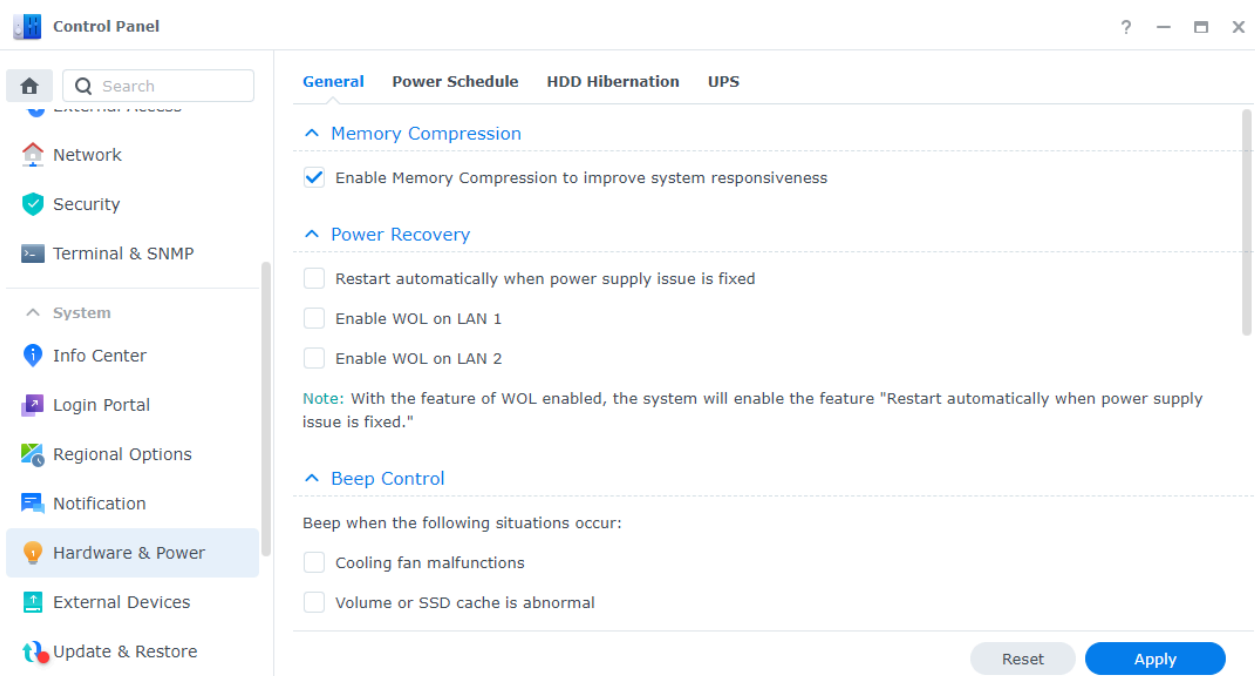 Control Panel
Search
External Access
Network
Security
Terminal & SNMP
System
Info Center
Login Portal
Regional Options
Notification
Hardware & Power
External Devices
Update & Restore
General Power Schedule HDD Hibernation UPS
Memory Compression
Enable Memory Compression to improve system responsiveness
Power Recovery
Restart automatically when power supply issue is fixed
Enable WOL on LAN 1
Enable WOL on LAN 2
Note: With the feature of WOL enabled, the system will enable the feature "Restart automatically when power supply
issue is fixed."
Beep Control
Beep when the following situations occur:
Cooling fan malfunctions
Volume or SSD cache is abnormal
Reset Apply